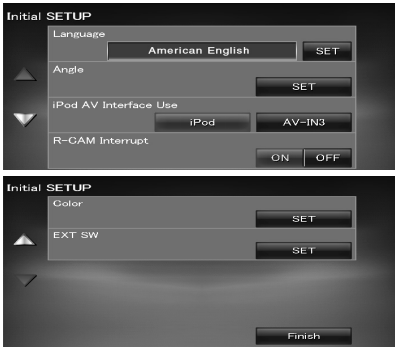 Initial SETUP
Language
American English SET
Angle
SET
iPod AV Interface Use
iPod AV-IN3
R-CAM Interrupt
ON OFF
Initial SETUP
Color
SET
EXT SW
SET
Finish